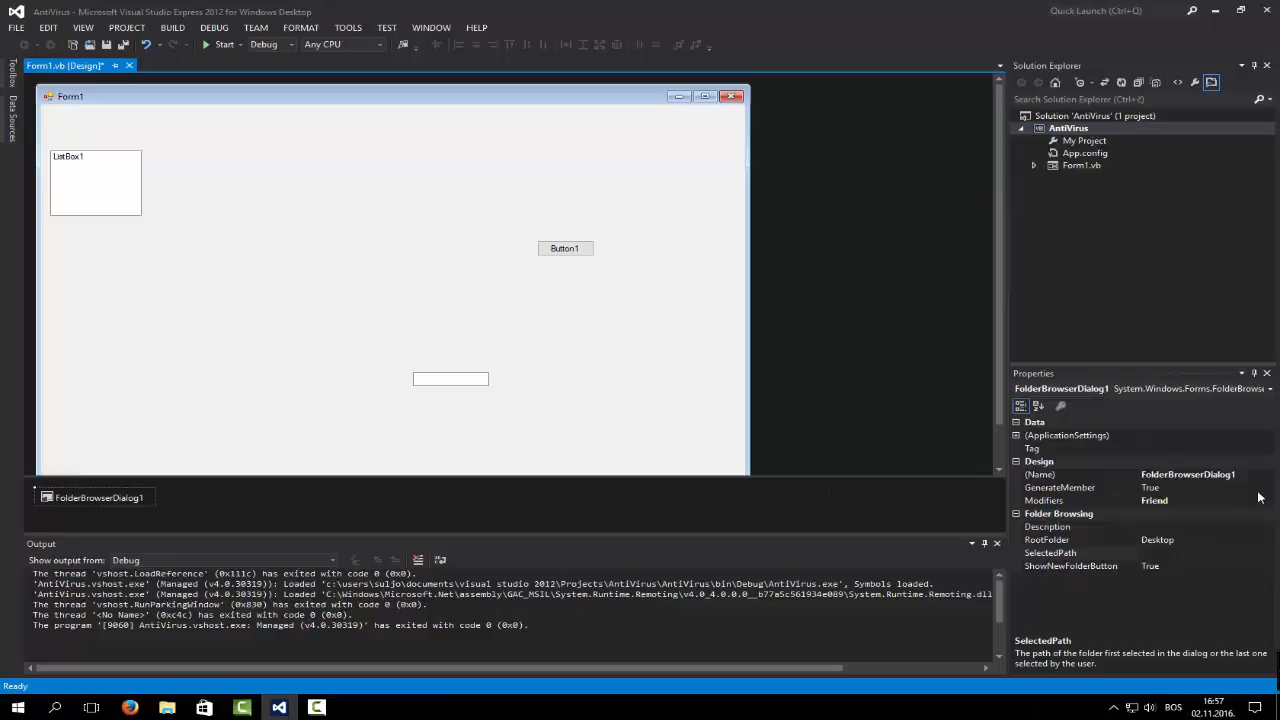 AntiVirus - Microsoft Visual Studio Express 2012 for Windows Desktop
Quick Launch (Ctrl+Q)
FILE EDIT VIEW PROJECT BUILD DEBUG TEAM FORMAT TOOLS TEST WINDOW HELP
Start Debug Any CPU
Toolbox
Data Sources
Form1.vb [Design]*
Form1
ListBox1
Button1
FolderBrowserDialog1
Output
Show output from: Debug
The thread 'vshost.LoadReference' (0x111c) has exited with code 0 (0x0).
'AntiVirus.vshost.exe' (Managed (v4.0.30319)): Loaded 'c:\users\suljo\documents\visual studio 2012\Projects\AntiVirus\AntiVirus\bin\Debug\AntiVirus.exe', Symbols loaded.
'AntiVirus.vshost.exe' (Managed (v4.0.30319)): Loaded 'C:\Windows\Microsoft.Net\assembly\GAC_MSIL\System.Runtime.Remoting\v4.0_4.0.0.0__b77a5c561934e089\System.Runtime.Remoting.dll
The thread 'vshost.RunParkingWindow' (0x830) has exited with code 0 (0x0).
The thread '<No Name>' (0xc4c) has exited with code 0 (0x0).
The program '[9060] AntiVirus.vshost.exe: Managed (v4.0.30319)' has exited with code 0 (0x0).
Solution Explorer
Search Solution Explorer (Ctrl+č)
Solution 'AntiVirus' (1 project)
VB AntiVirus
My Project
App.config
Form1.vb
Properties
FolderBrowserDialog1 System.Windows.Forms.FolderBrowse
Data
(ApplicationSettings)
Tag
Design
(Name) FolderBrowserDialog1
GenerateMember True
Modifiers Friend
Folder Browsing
Description
RootFolder Desktop
SelectedPath
ShowNewFolderButton True
SelectedPath
The path of the folder first selected in the dialog or the last one
selected by the user.
Ready
BOS
16:57
02.11.2016.